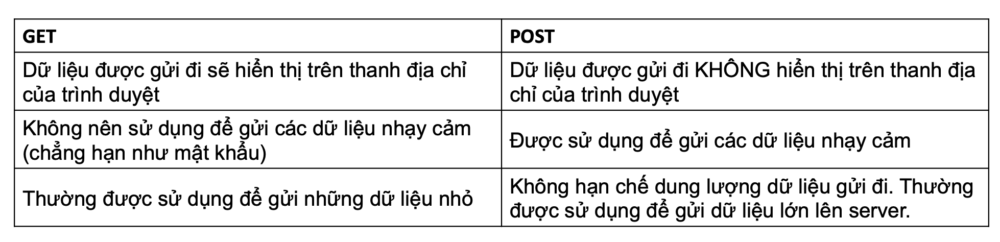 GET
POST
Dữ liệu được gửi đi sẽ hiển thị trên thanh địa chỉ
của trình duyệt
Dữ liệu được gửi đi KHÔNG hiển thị trên thanh địa
chỉ của trình duyệt
Không nên sử dụng để gửi các dữ liệu nhạy cảm
(chẳng hạn như mật khẩu)
Được sử dụng để gửi các dữ liệu nhạy cảm
Thường được sử dụng để gửi những dữ liệu nhỏ
Không hạn chế dung lượng dữ liệu gửi đi. Thường
được sử dụng để gửi dữ liệu lớn lên server.